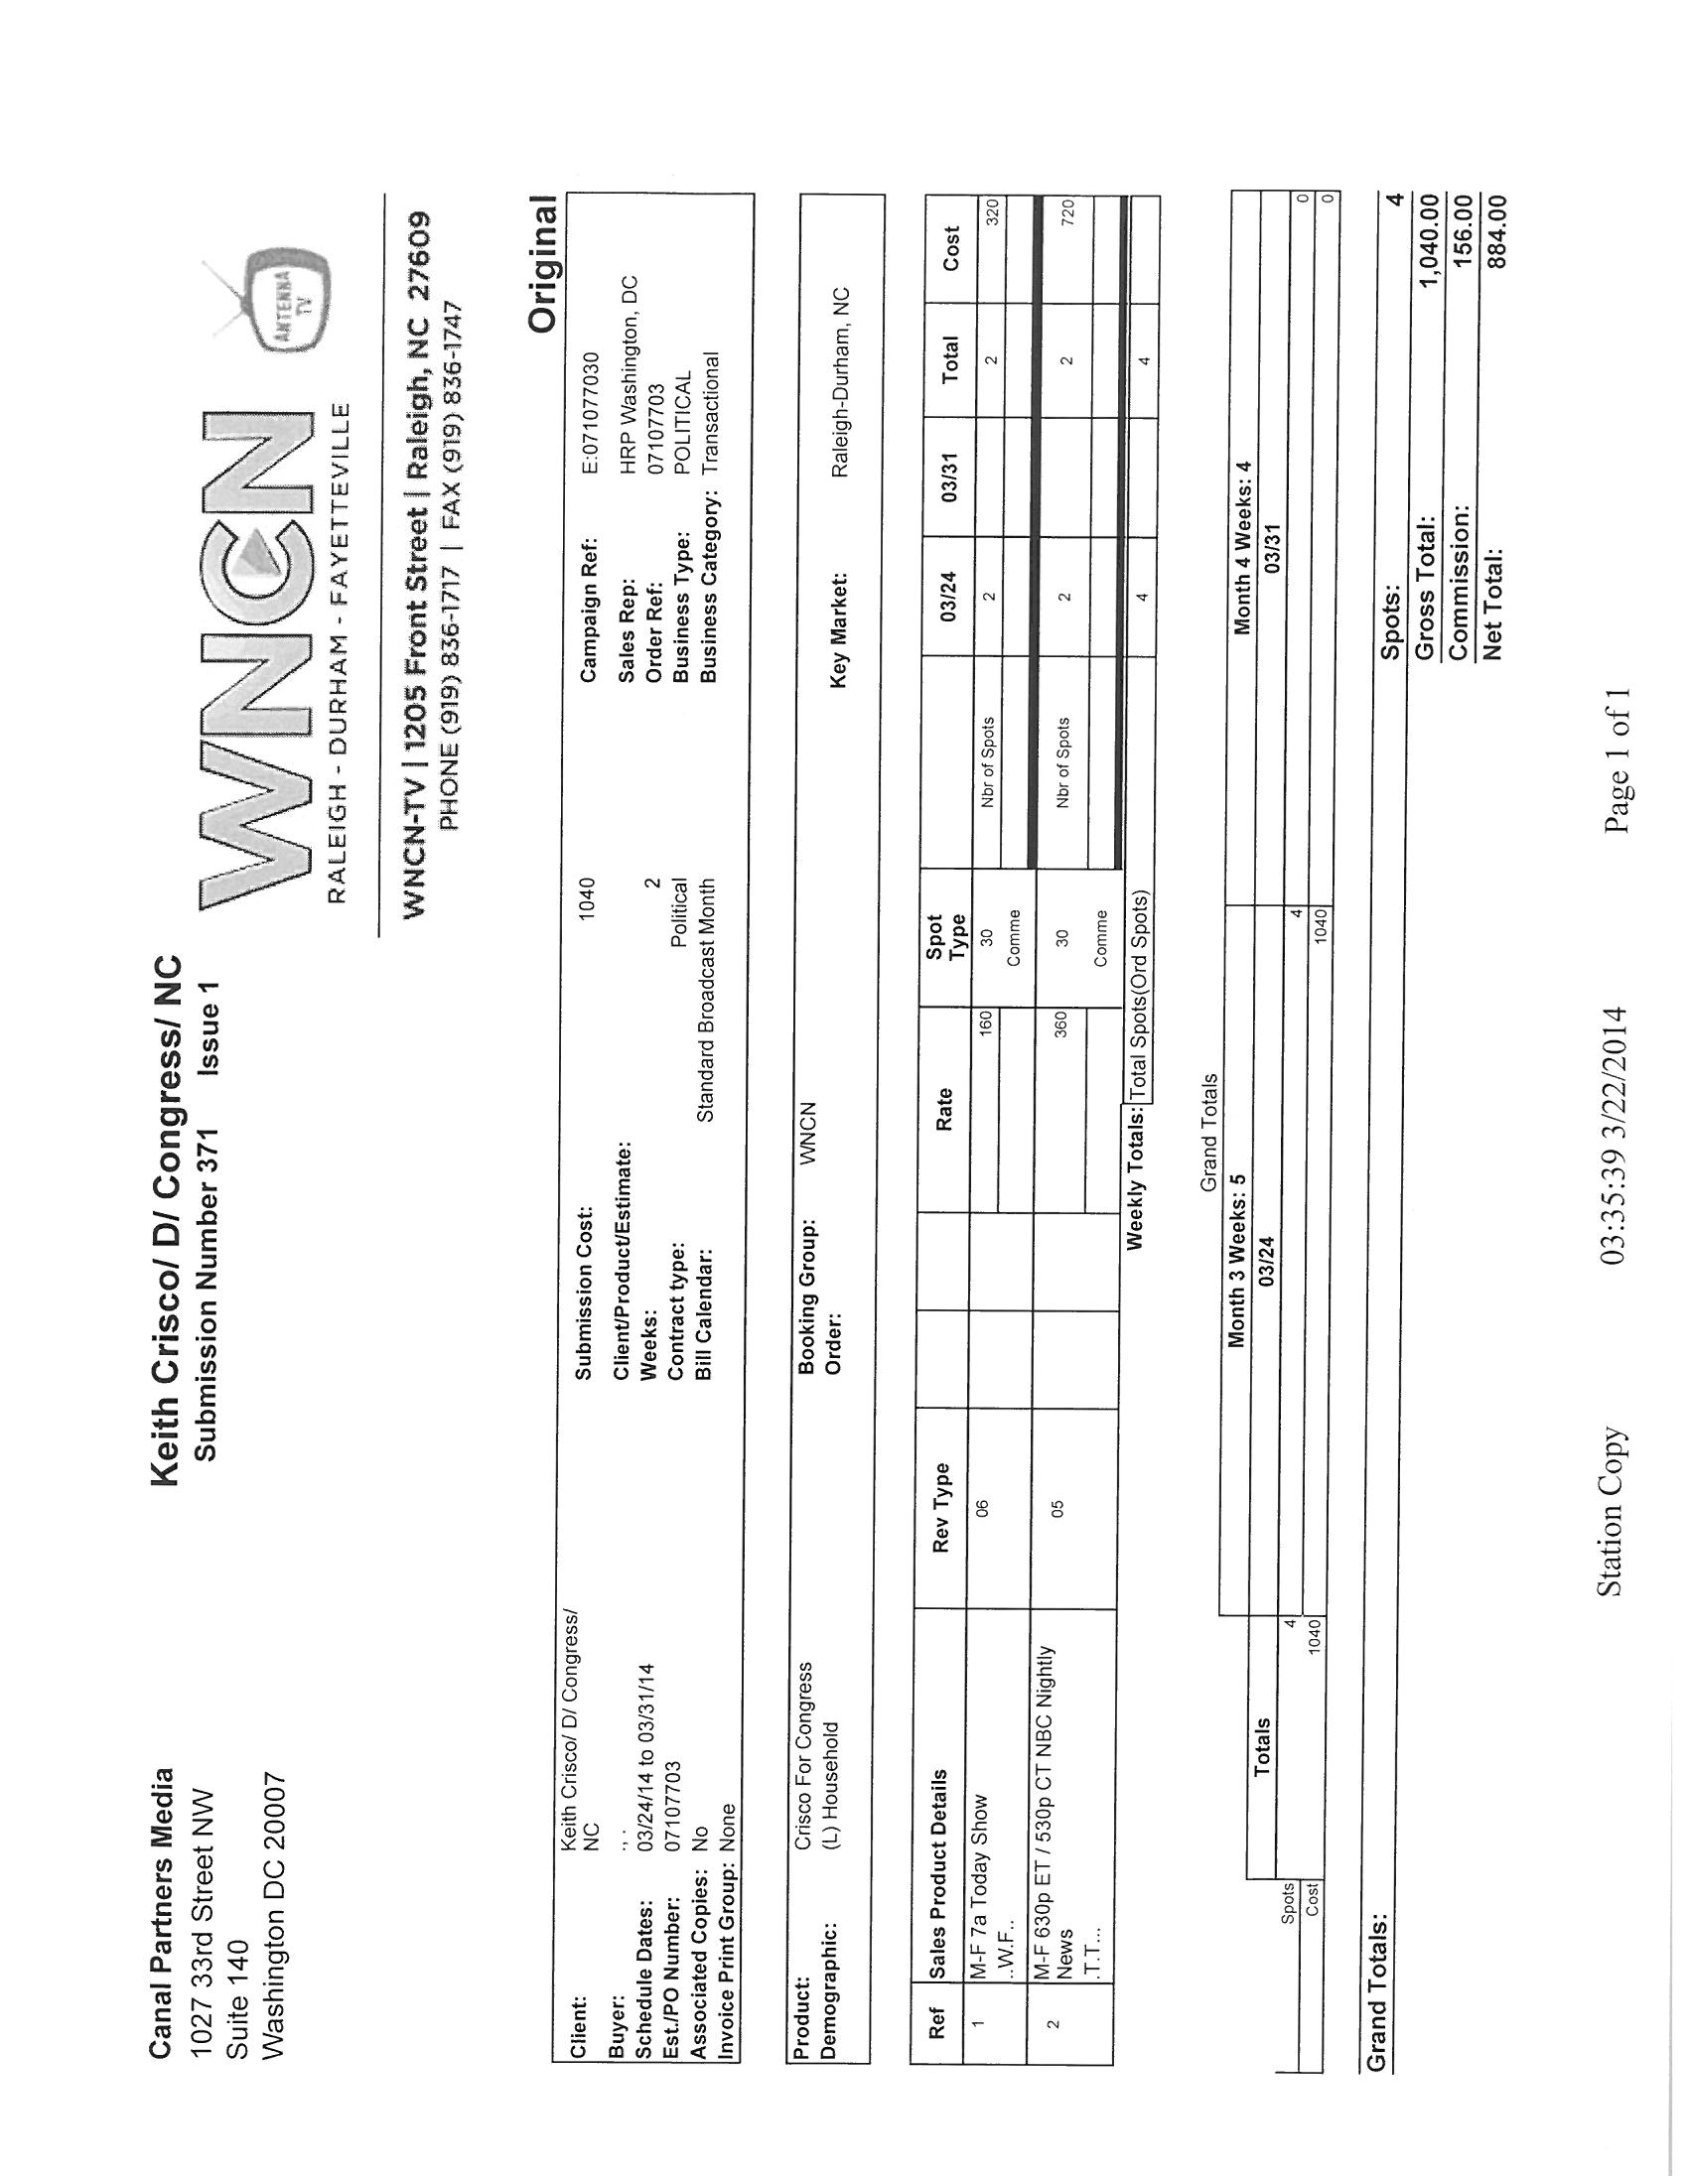 Canal Partners Media
1027 33rd Street NW
Suite 140
Washington DC 20007
Keith Crisco/ D/ Congress/ NC
Submission Number 371 Issue 1
WNCN
RALEIGH - DURHAM - FAYETTEVILLE
ANTENNA
TV
WNCN-TV | 1205 Front Street | Raleigh, NC 27609
PHONE (919) 836-1717 | FAX (919) 836-1747
Original
Client: Keith Crisco/ D/ Congress/ Submission Cost: 1040 Campaign Ref: E:071077030
NC
Buyer: ., . Client/Product/Estimate: Sales Rep: HRP Washington, DC
Schedule Dates: 03/24/14 to 03/31/14 Weeks: 2 Order Ref: 07107703
Est./PO Number: 07107703 Contract type: Political Business Type: POLITICAL
Associated Copies: No Bill Calendar: Standard Broadcast Month Business Category: Transactional
Invoice Print Group: None
Product: Crisco For Congress Booking Group: WNCN
Demographic: (L) Household Order: Key Market: Raleigh-Durham, NC
Ref Sales Product Details Rev Type Rate Spot Type 03/24 03/31 Total Cost
1 M-F 7a Today Show 06 160 30 Nbr of Spots 2 2 320
..W.F.. Comme
2 M-F 630p ET / 530p CT NBC Nightly 05 360 30 Nbr of Spots 2 2 720
News
.T.T... Comme
Weekly Totals: Total Spots(Ord Spots) 4 4
Grand Totals
Month 3 Weeks: 5 Month 4 Weeks: 4
Totals 03/24 03/31
Spots 4 4 0
Cost 1040 1040 0
Grand Totals: Spots: 4
Gross Total: 1,040.00
Commission: 156.00
Net Total: 884.00
Station Copy 03:35:39 3/22/2014 Page 1 of 1